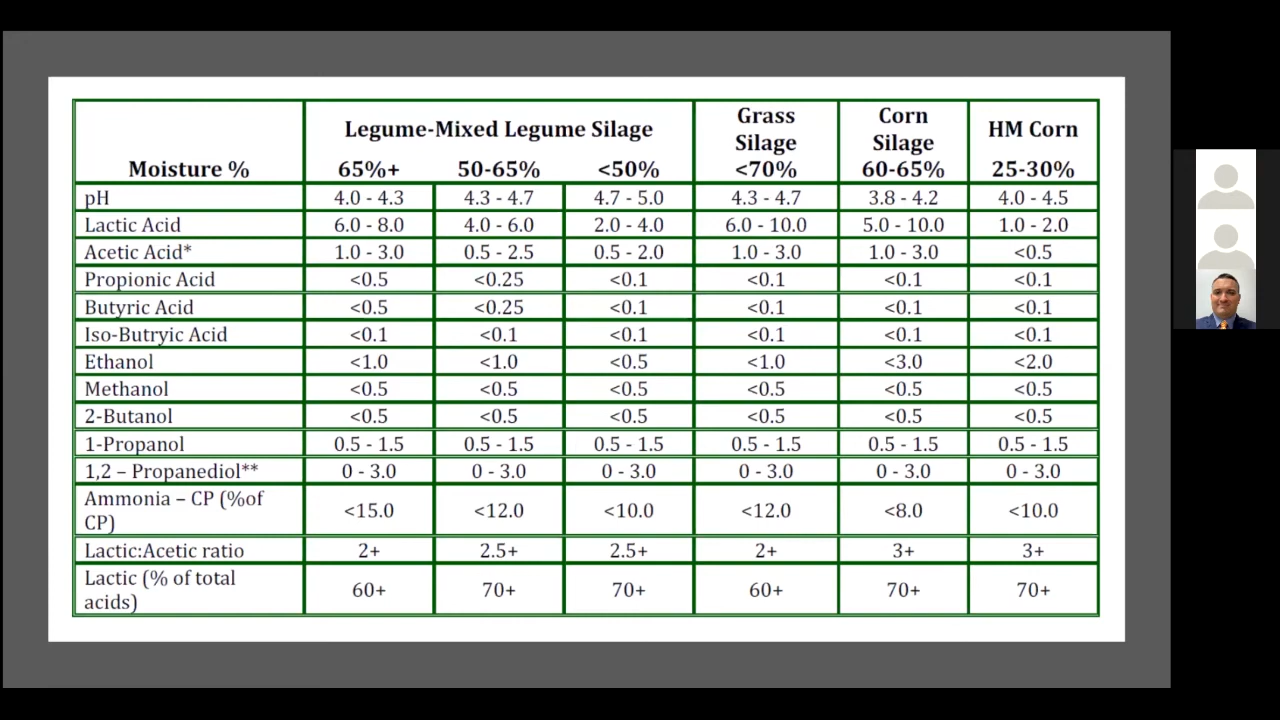 Moisture % Legume-Mixed Legume Silage Grass Silage Corn Silage HM Corn
65%+ 50-65% <50% <70% 60-65% 25-30%
pH 4.0 - 4.3 4.3 - 4.7 4.7 - 5.0 4.3 - 4.7 3.8 - 4.2 4.0 - 4.5
Lactic Acid 6.0 - 8.0 4.0 - 6.0 2.0 - 4.0 6.0 - 10.0 5.0 - 10.0 1.0 - 2.0
Acetic Acid* 1.0 - 3.0 0.5 - 2.5 0.5 - 2.0 1.0 - 3.0 1.0 - 3.0 <0.5
Propionic Acid <0.5 <0.25 <0.1 <0.1 <0.1 <0.1
Butyric Acid <0.5 <0.25 <0.1 <0.1 <0.1 <0.1
Iso-Butryic Acid <0.1 <0.1 <0.1 <0.1 <0.1 <0.1
Ethanol <1.0 <1.0 <0.5 <1.0 <3.0 <2.0
Methanol <0.5 <0.5 <0.5 <0.5 <0.5 <0.5
2-Butanol <0.5 <0.5 <0.5 <0.5 <0.5 <0.5
1-Propanol 0.5 - 1.5 0.5 - 1.5 0.5 - 1.5 0.5 - 1.5 0.5 - 1.5 0.5 - 1.5
1,2 – Propanediol** 0 - 3.0 0 - 3.0 0 - 3.0 0 - 3.0 0 - 3.0 0 - 3.0
Ammonia – CP (%of
CP) <15.0 <12.0 <10.0 <12.0 <8.0 <10.0
Lactic:Acetic ratio 2+ 2.5+ 2.5+ 2+ 3+ 3+
Lactic (% of total
acids) 60+ 70+ 70+ 60+ 70+ 70+